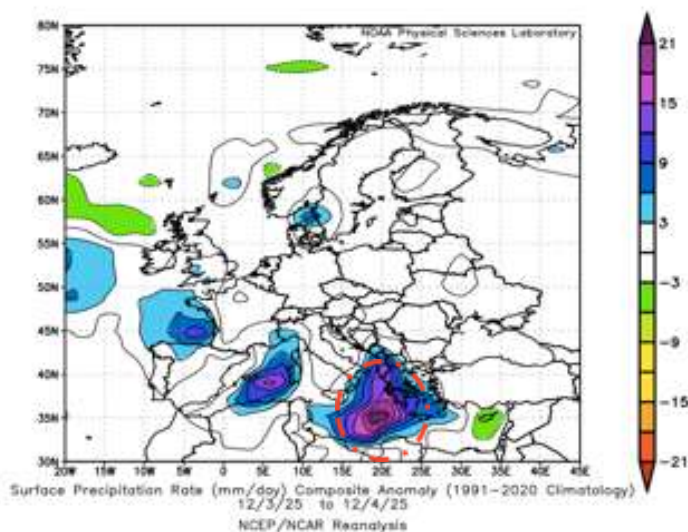 NOAA Physical Sciences Laboratory
80N
75N
70N
65N
60N
55N
50N
45N
40N
35N
30N
20W
15W
10W
5W
0
5E
10E
15E
20E
25E
30E
35E
40E
45E
21
15
9
3
-3
-9
-15
-21
Surface Precipitation Rate (mm/day) Composite Anomaly (1991-2020 Climatology)
12/3/25 to 12/4/25
NCEP/NCAR Reanalysis